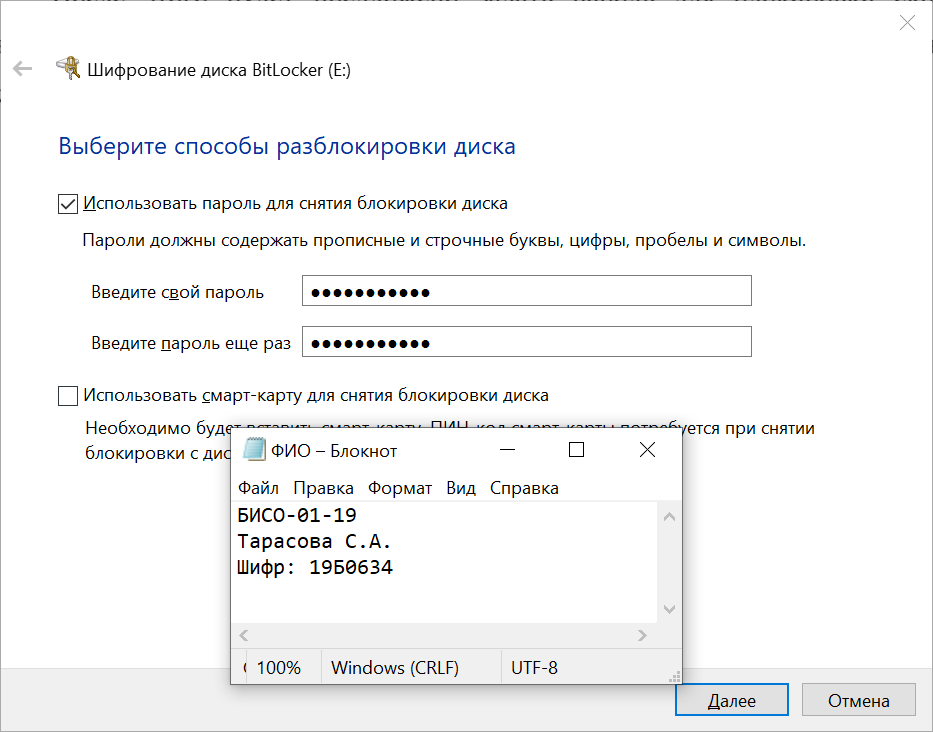 Шифрование диска BitLocker (E:)
Выберите способы разблокировки диска
Использовать пароль для снятия блокировки диска
Пароли должны содержать прописные и строчные буквы, цифры, пробелы и символы.
Введите свой пароль
Введите пароль еще раз
Использовать смарт-карту для снятия блокировки диска
Необходимо будет вставить смарт-карту. ПИН-код смарт-карты потребуется при снятии
блокировки с
ФИО – Блокнот
Файл Правка Формат Вид Справка
БИСО-01-19
Тарасова С.А.
Шифр: 19Б0634
100% Windows (CRLF) UTF-8
Далее Отмена